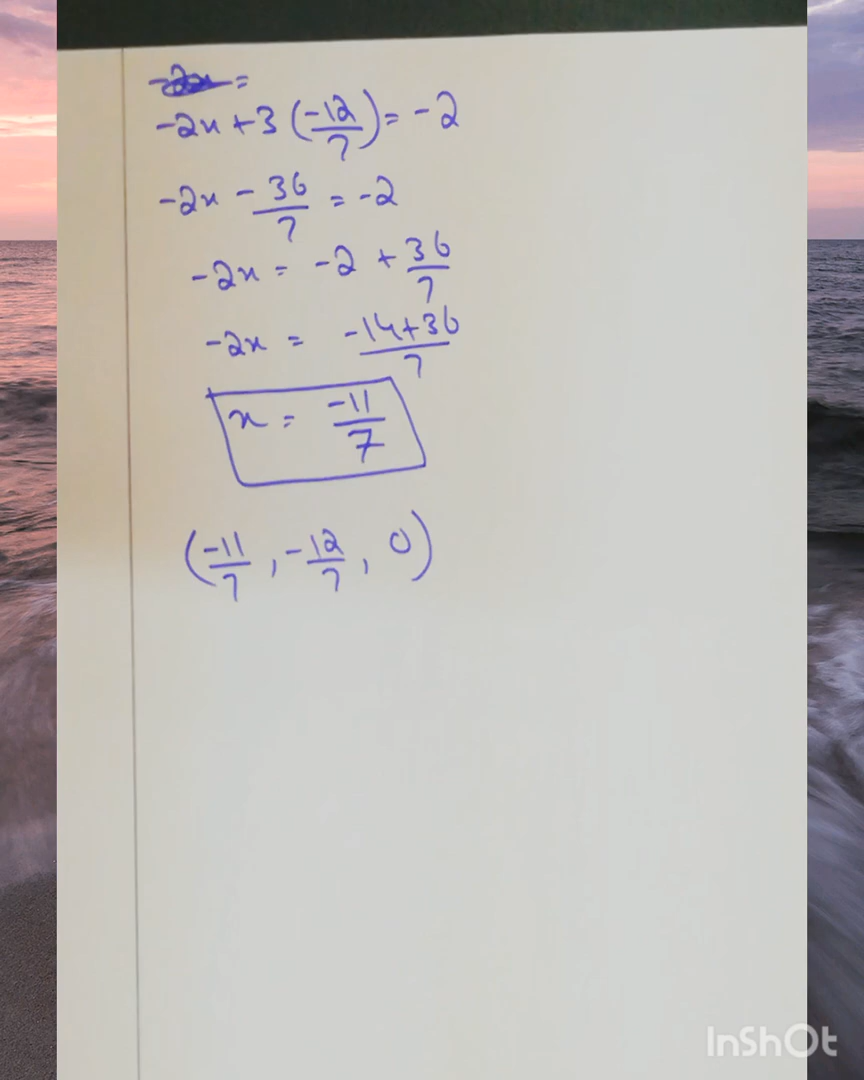 =
-2x + 3 (-12/7) = -2
-2x - 36/7 = -2
-2x = -2 + 36/7
-2x = -14+36/7
x = -11/7
(-11/7, -12/7, 0)
InShOt